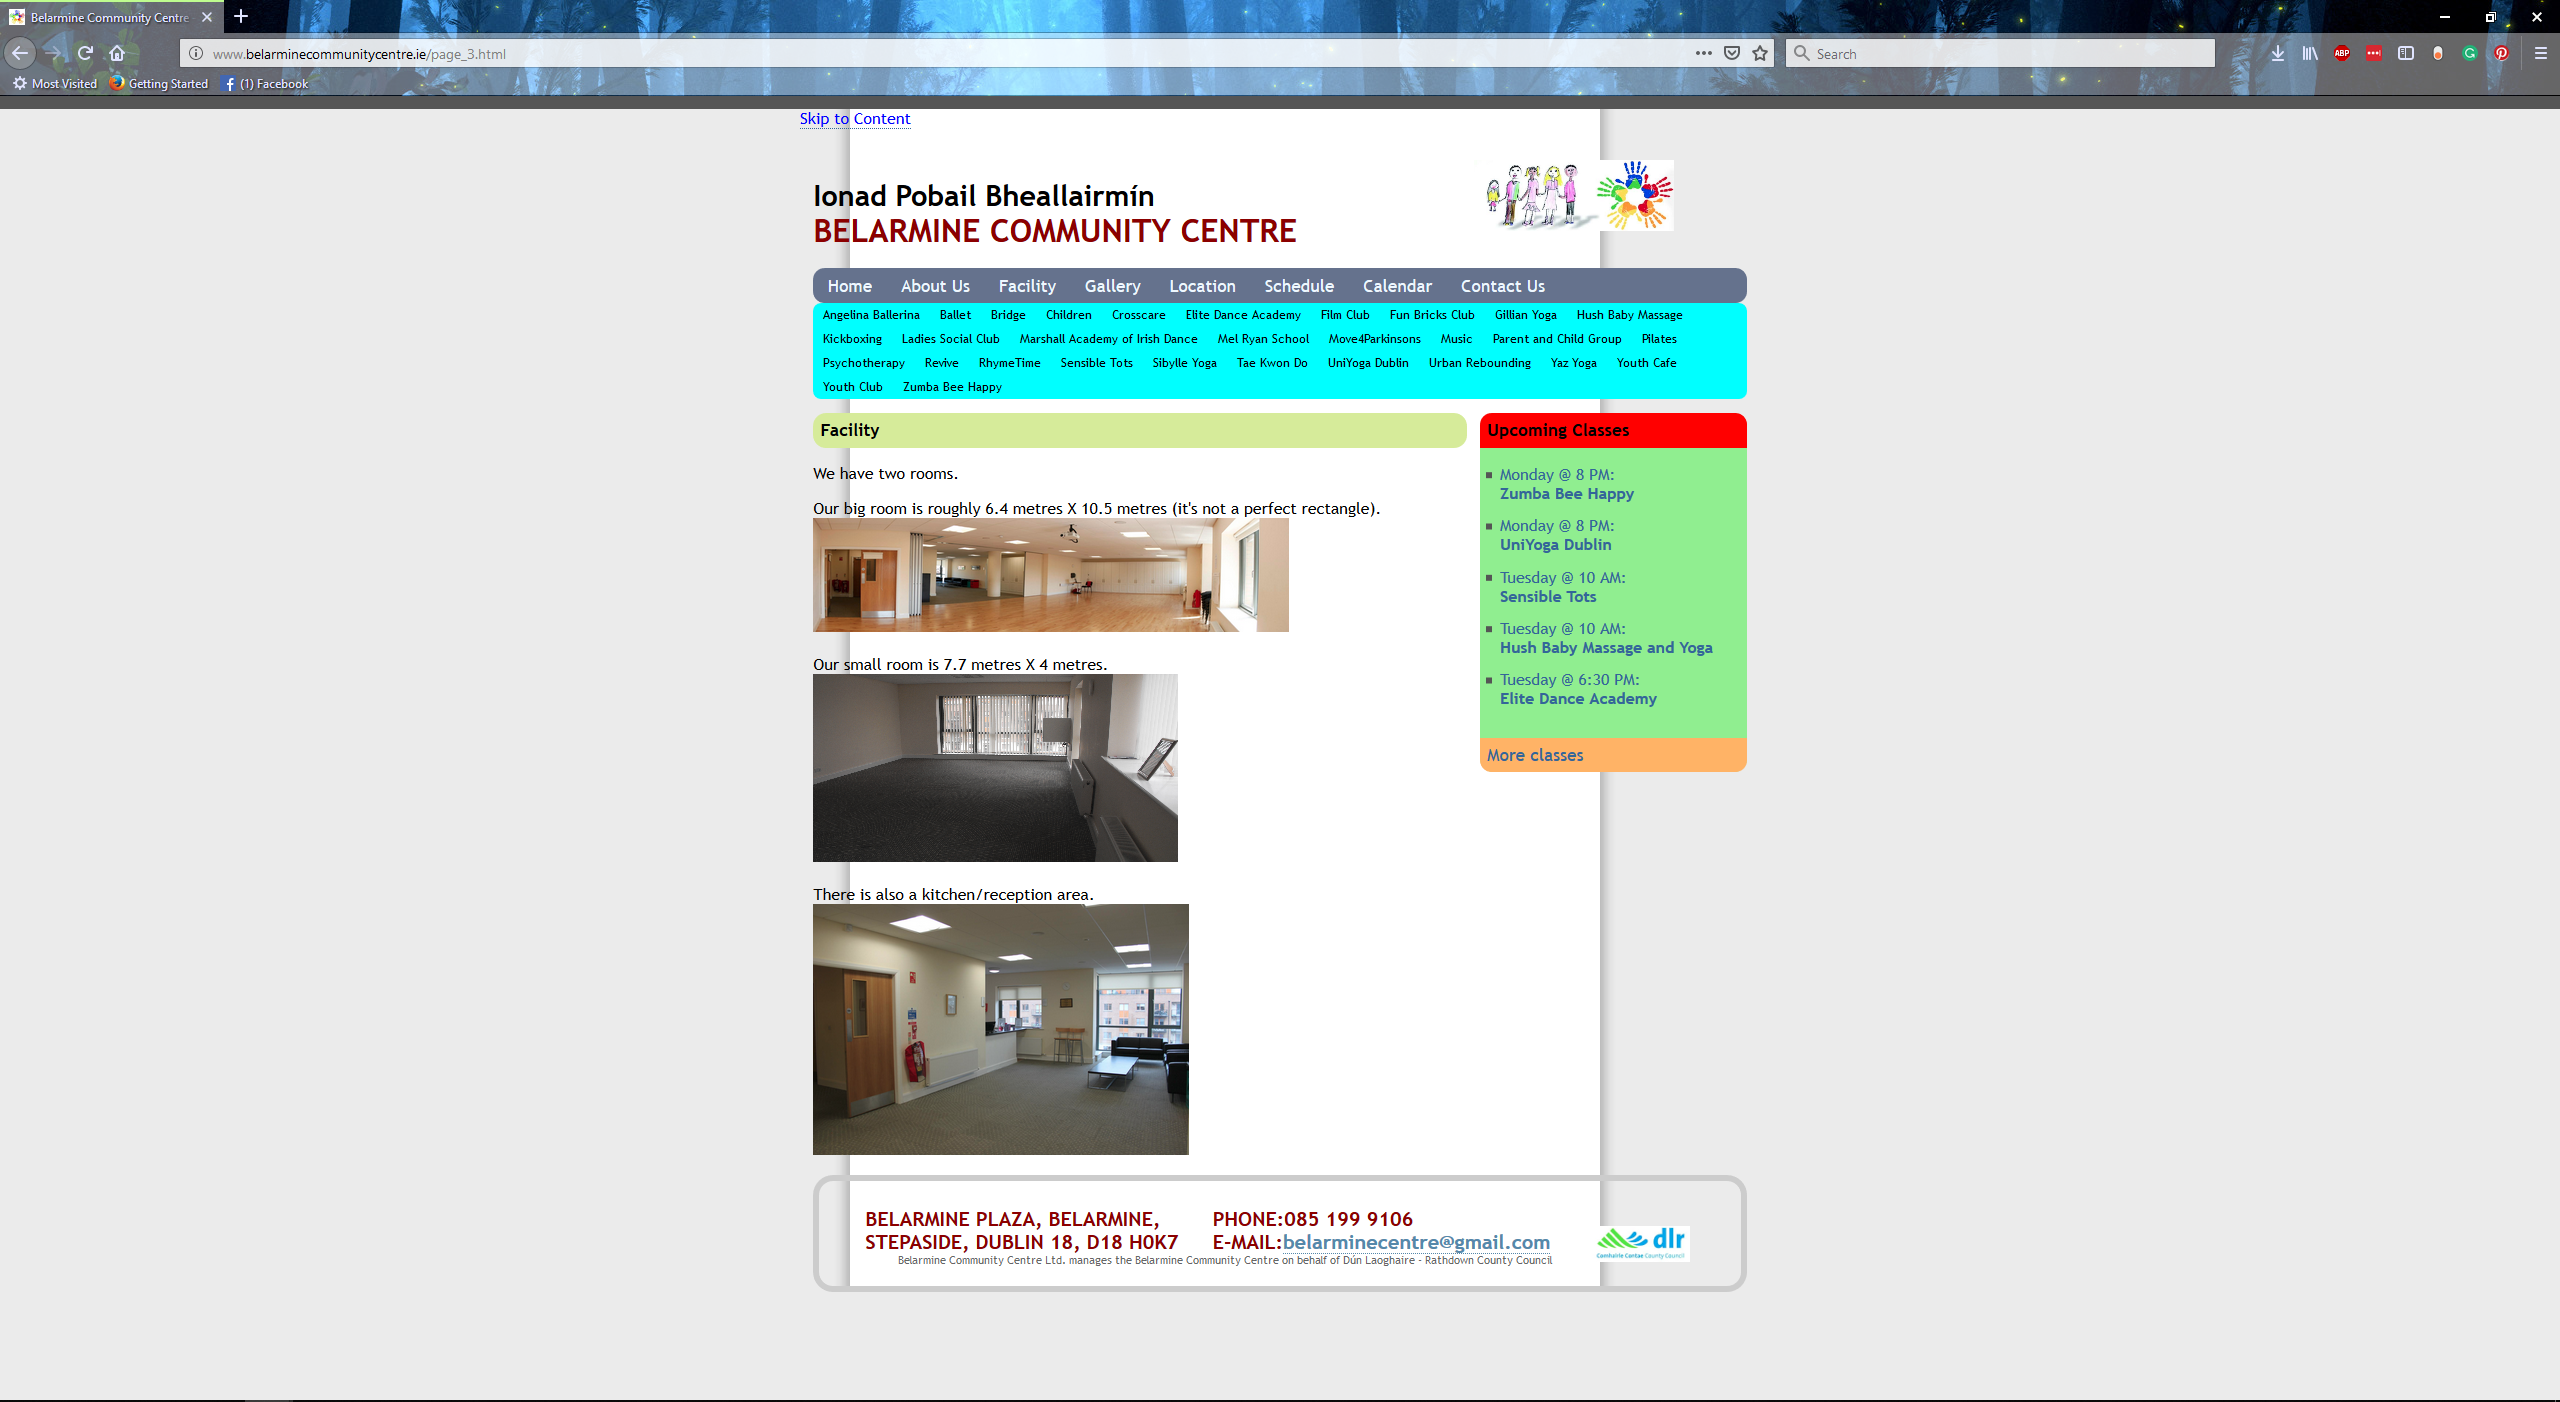 Belarmine Community Centre
www.belarminecommunitycentre.ie/page_3.html
Search
Most Visited Getting Started (1) Facebook
Skip to Content
Ionad Pobail Bheallairmín
BELARMINE COMMUNITY CENTRE
Home About Us Facility Gallery Location Schedule Calendar Contact Us
Angelina Ballerina Ballet Bridge Children Crosscare Elite Dance Academy Film Club Fun Bricks Club Gillian Yoga Hush Baby Massage
Kickboxing Ladies Social Club Marshall Academy of Irish Dance Mel Ryan School Move4Parkinsons Music Parent and Child Group Pilates
Psychotherapy Revive RhymeTime Sensible Tots Sibylle Yoga Tae Kwon Do UniYoga Dublin Urban Rebounding Yaz Yoga Youth Cafe
Youth Club Zumba Bee Happy
Facility
We have two rooms.
Our big room is roughly 6.4 metres X 10.5 metres (it's not a perfect rectangle).
Our small room is 7.7 metres X 4 metres.
There is also a kitchen/reception area.
Upcoming Classes
Monday @ 8 PM:
Zumba Bee Happy
Monday @ 8 PM:
UniYoga Dublin
Tuesday @ 10 AM:
Sensible Tots
Tuesday @ 10 AM:
Hush Baby Massage and Yoga
Tuesday @ 6:30 PM:
Elite Dance Academy
More classes
BELARMINE PLAZA, BELARMINE,
STEPASIDE, DUBLIN 18, D18 H0K7
PHONE:085 199 9106
E-MAIL:belarminecentre@gmail.com
Belarmine Community Centre Ltd. manages the Belarmine Community Centre on behalf of Dún Laoghaire - Rathdown County Council
dlr
Comhairle Contae County Council
ABP